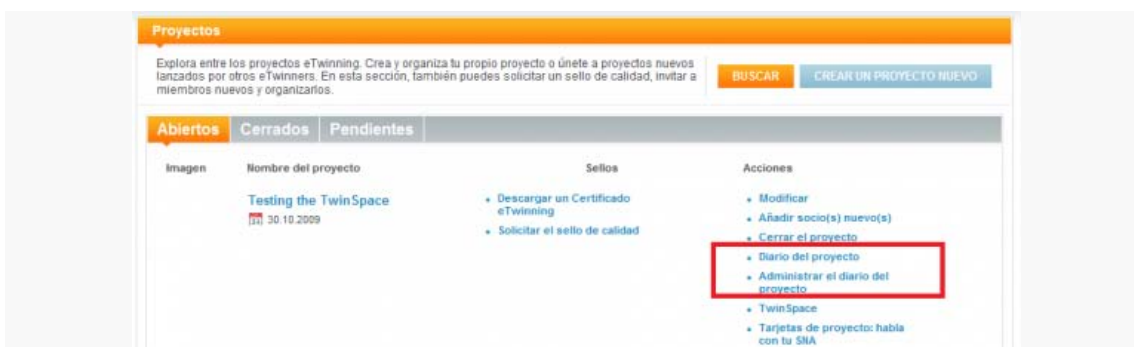 Proyectos
Explora entre los proyectos eTwinning. Crea y organiza tu propio proyecto o únete a proyectos nuevos
lanzados por otros eTwinners. En esta sección, también puedes solicitar un sello de calidad, invitar a
miembros nuevos y organizarlos.
BUSCAR CREAR UN PROYECTO NUEVO
Abiertos Cerrados Pendientes
Imagen Nombre del proyecto Sellos Acciones
Testing the TwinSpace
30.10.2009
Descargar un Certificado
eTwinning
Solicitar el sello de calidad
Modificar
Añadir socio(s) nuevo(s)
Cerrar el proyecto
Diario del proyecto
Administrar el diario del
proyecto
TwinSpace
Tarjetas de proyecto: habla
con tu SNA